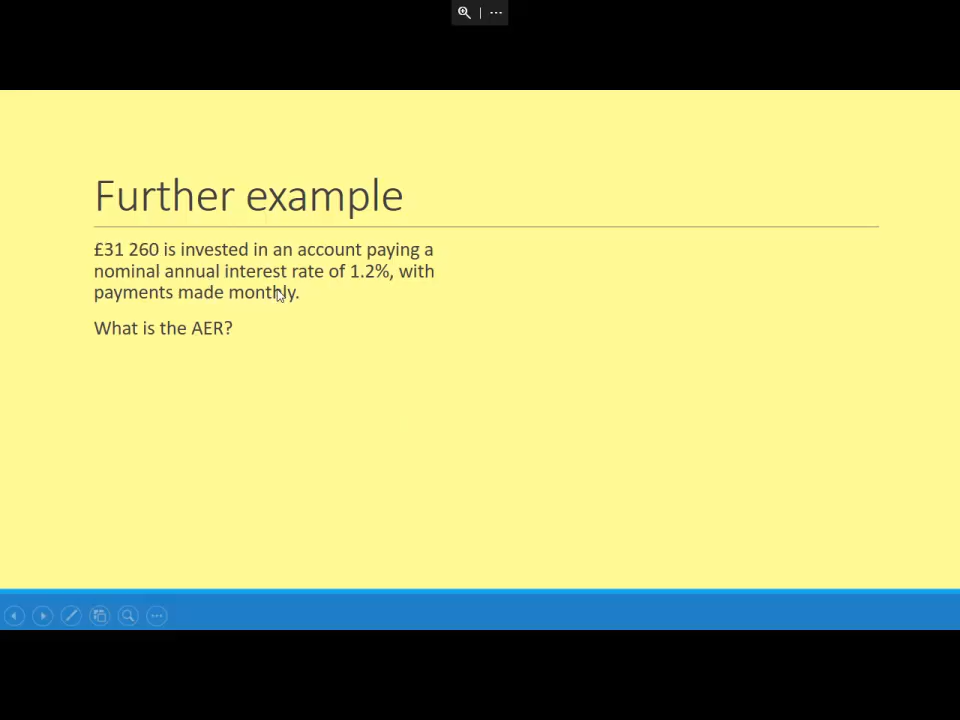 Further example
£31 260 is invested in an account paying a
nominal annual interest rate of 1.2%, with
payments made monthly.
What is the AER?